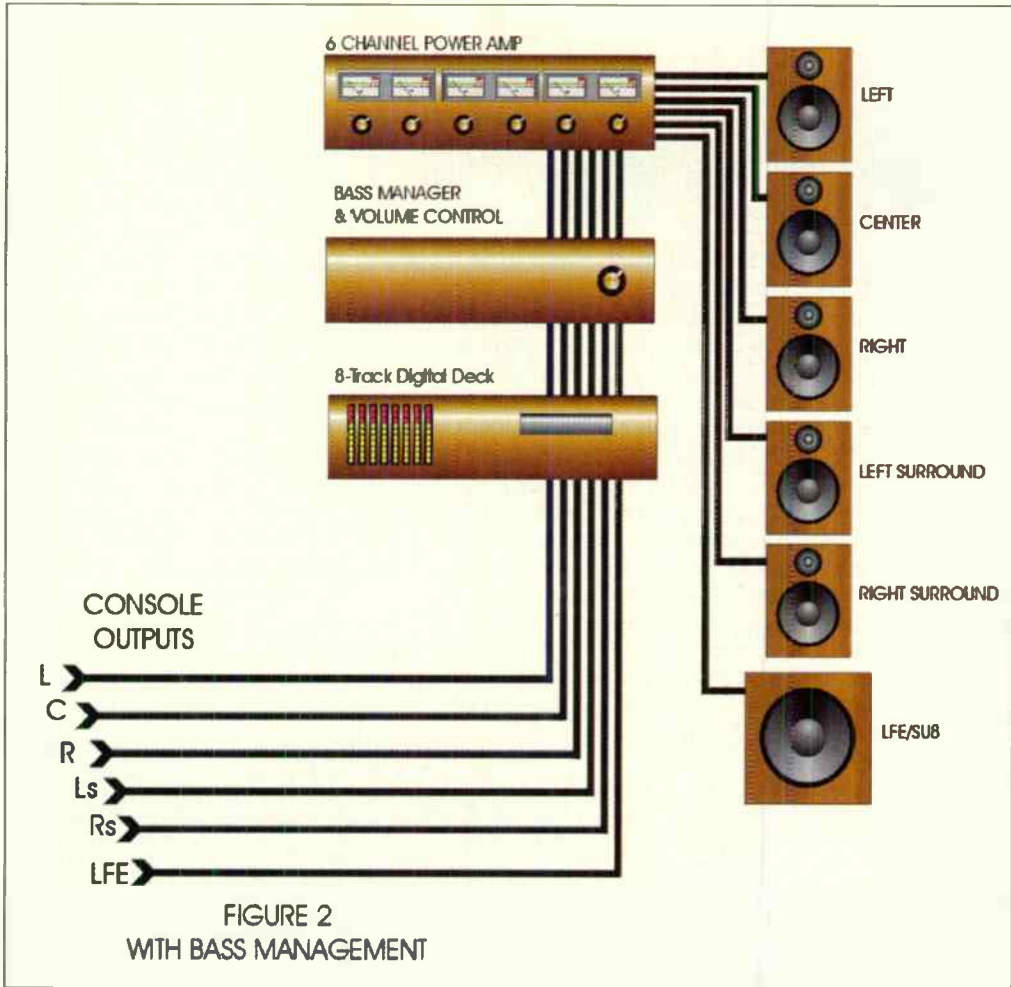 6 CHANNEL POWER AMP
LEFT
BASS MANAGER
& VOLUME CONTROL
CENTER
RIGHT
8-Track Digital Deck
LEFT SURROUND
RIGHT SURROUND
CONSOLE
OUTPUTS
L
C
R
Ls
Rs
LFE
LFE/SUB
FIGURE 2
WITH BASS MANAGEMENT